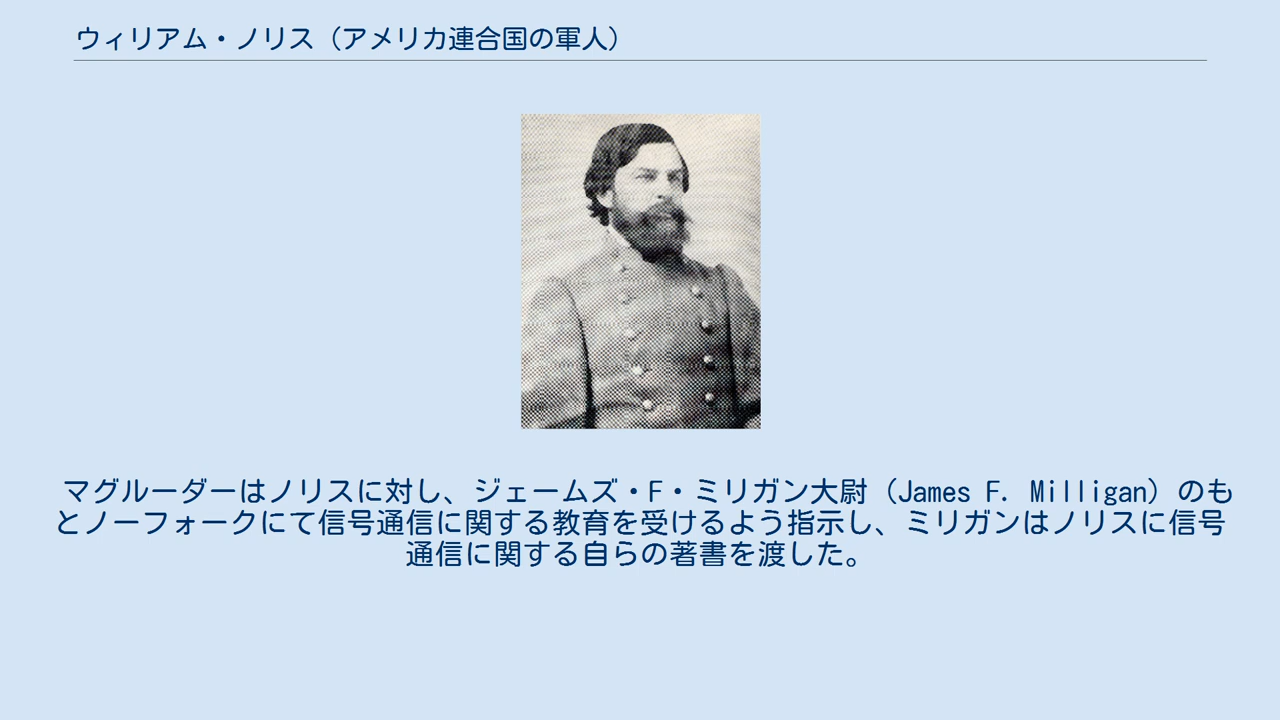 ウィリアム・ノリス（アメリカ連合国の軍人）
マグルーダーはノリスに対し、ジェームズ・F・ミリガン大尉（James F. Milligan）のも
とノーフォークにて信号通信に関する教育を受けるよう指示し、ミリガンはノリスに信号
通信に関する自らの著書を渡した。